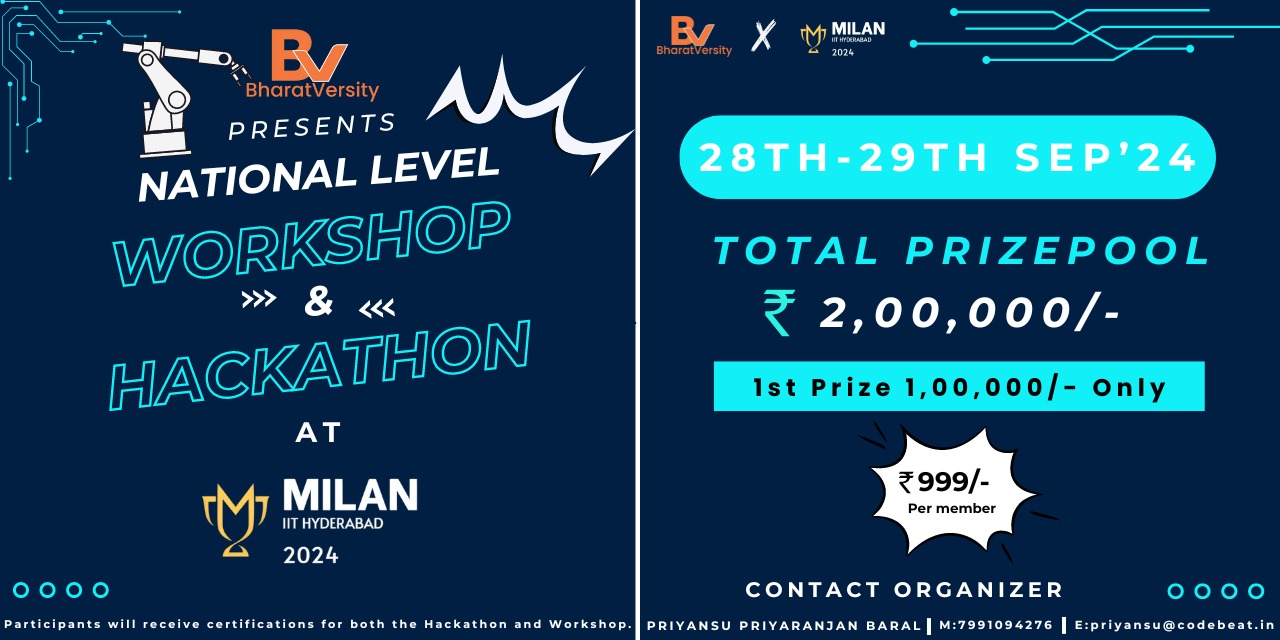 BV
BharatVersity
PRESENTS
NATIONAL LEVEL
WORKSHOP
>>> & <<<
HACKATHON
AT
MILAN
IIT HYDERABAD
2024
Participants will receive certifications for both the Hackathon and Workshop.
BV
BharatVersity
X
MILAN
IIT HYDERABAD
2024
28TH-29TH SEP’24
TOTAL PRIZEPOOL
₹ 2,00,000/-
1st Prize 1,00,000/- Only
₹999/-
Per member
CONTACT ORGANIZER
PRIYANSU PRIYARANJAN BARAL | M:7991094276 | E:priyansu@codebeat.in